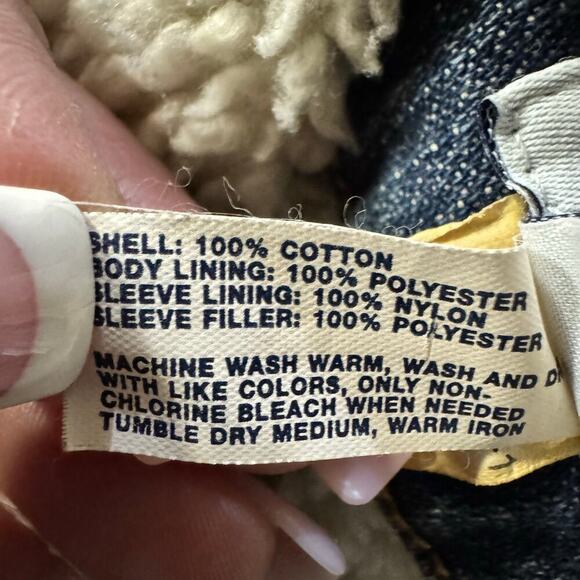 SHELL: 100% COTTON
BODY LINING: 100% POLYESTER
SLEEVE LINING: 100% NYLON
SLEEVE FILLER: 100% POLYESTER
MACHINE WASH WARM, WASH AND
WITH LIKE COLORS, ONLY NON-
CHLORINE BLEACH WHEN NEEDED
TUMBLE DRY MEDIUM, WARM IRON